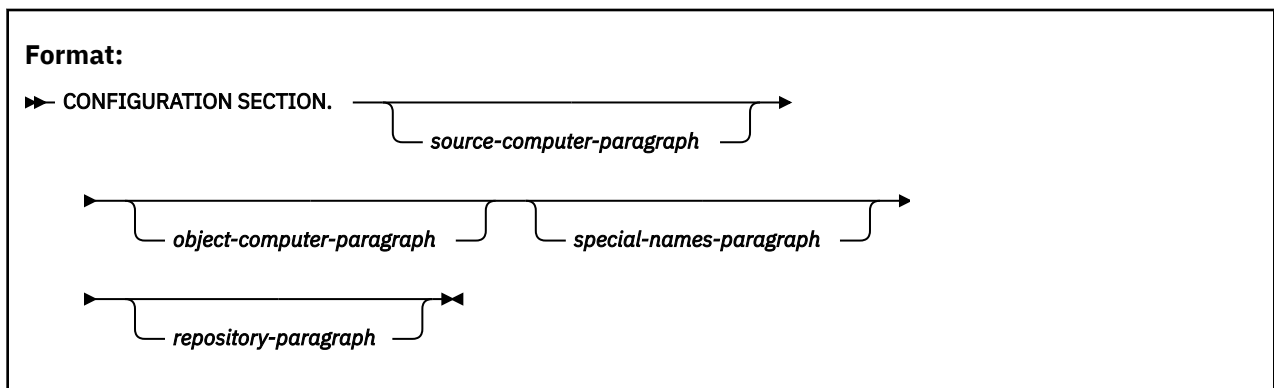 Format:
CONFIGURATION SECTION.
source-computer-paragraph
object-computer-paragraph special-names-paragraph
repository-paragraph